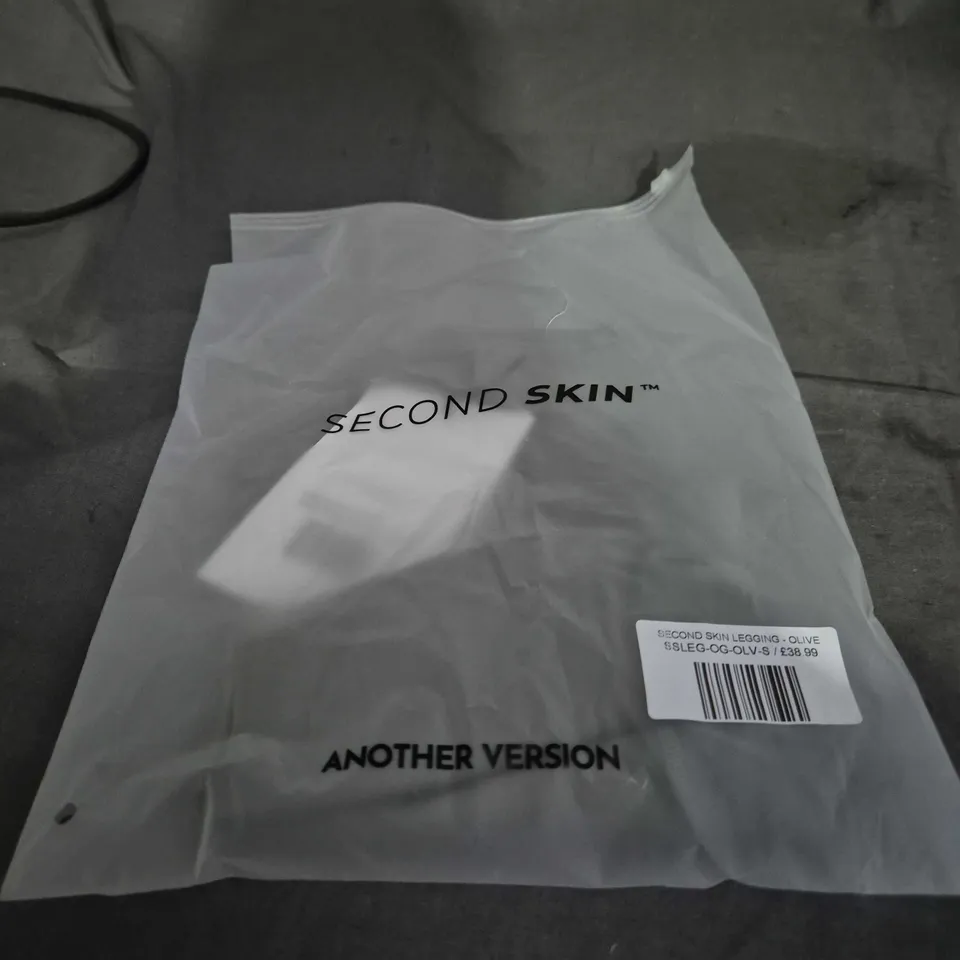 SECOND SKIN™
SECOND SKIN LEGGING - OLIVE
SSLEG-OG-OLV-S / £38.99
ANOTHER VERSION